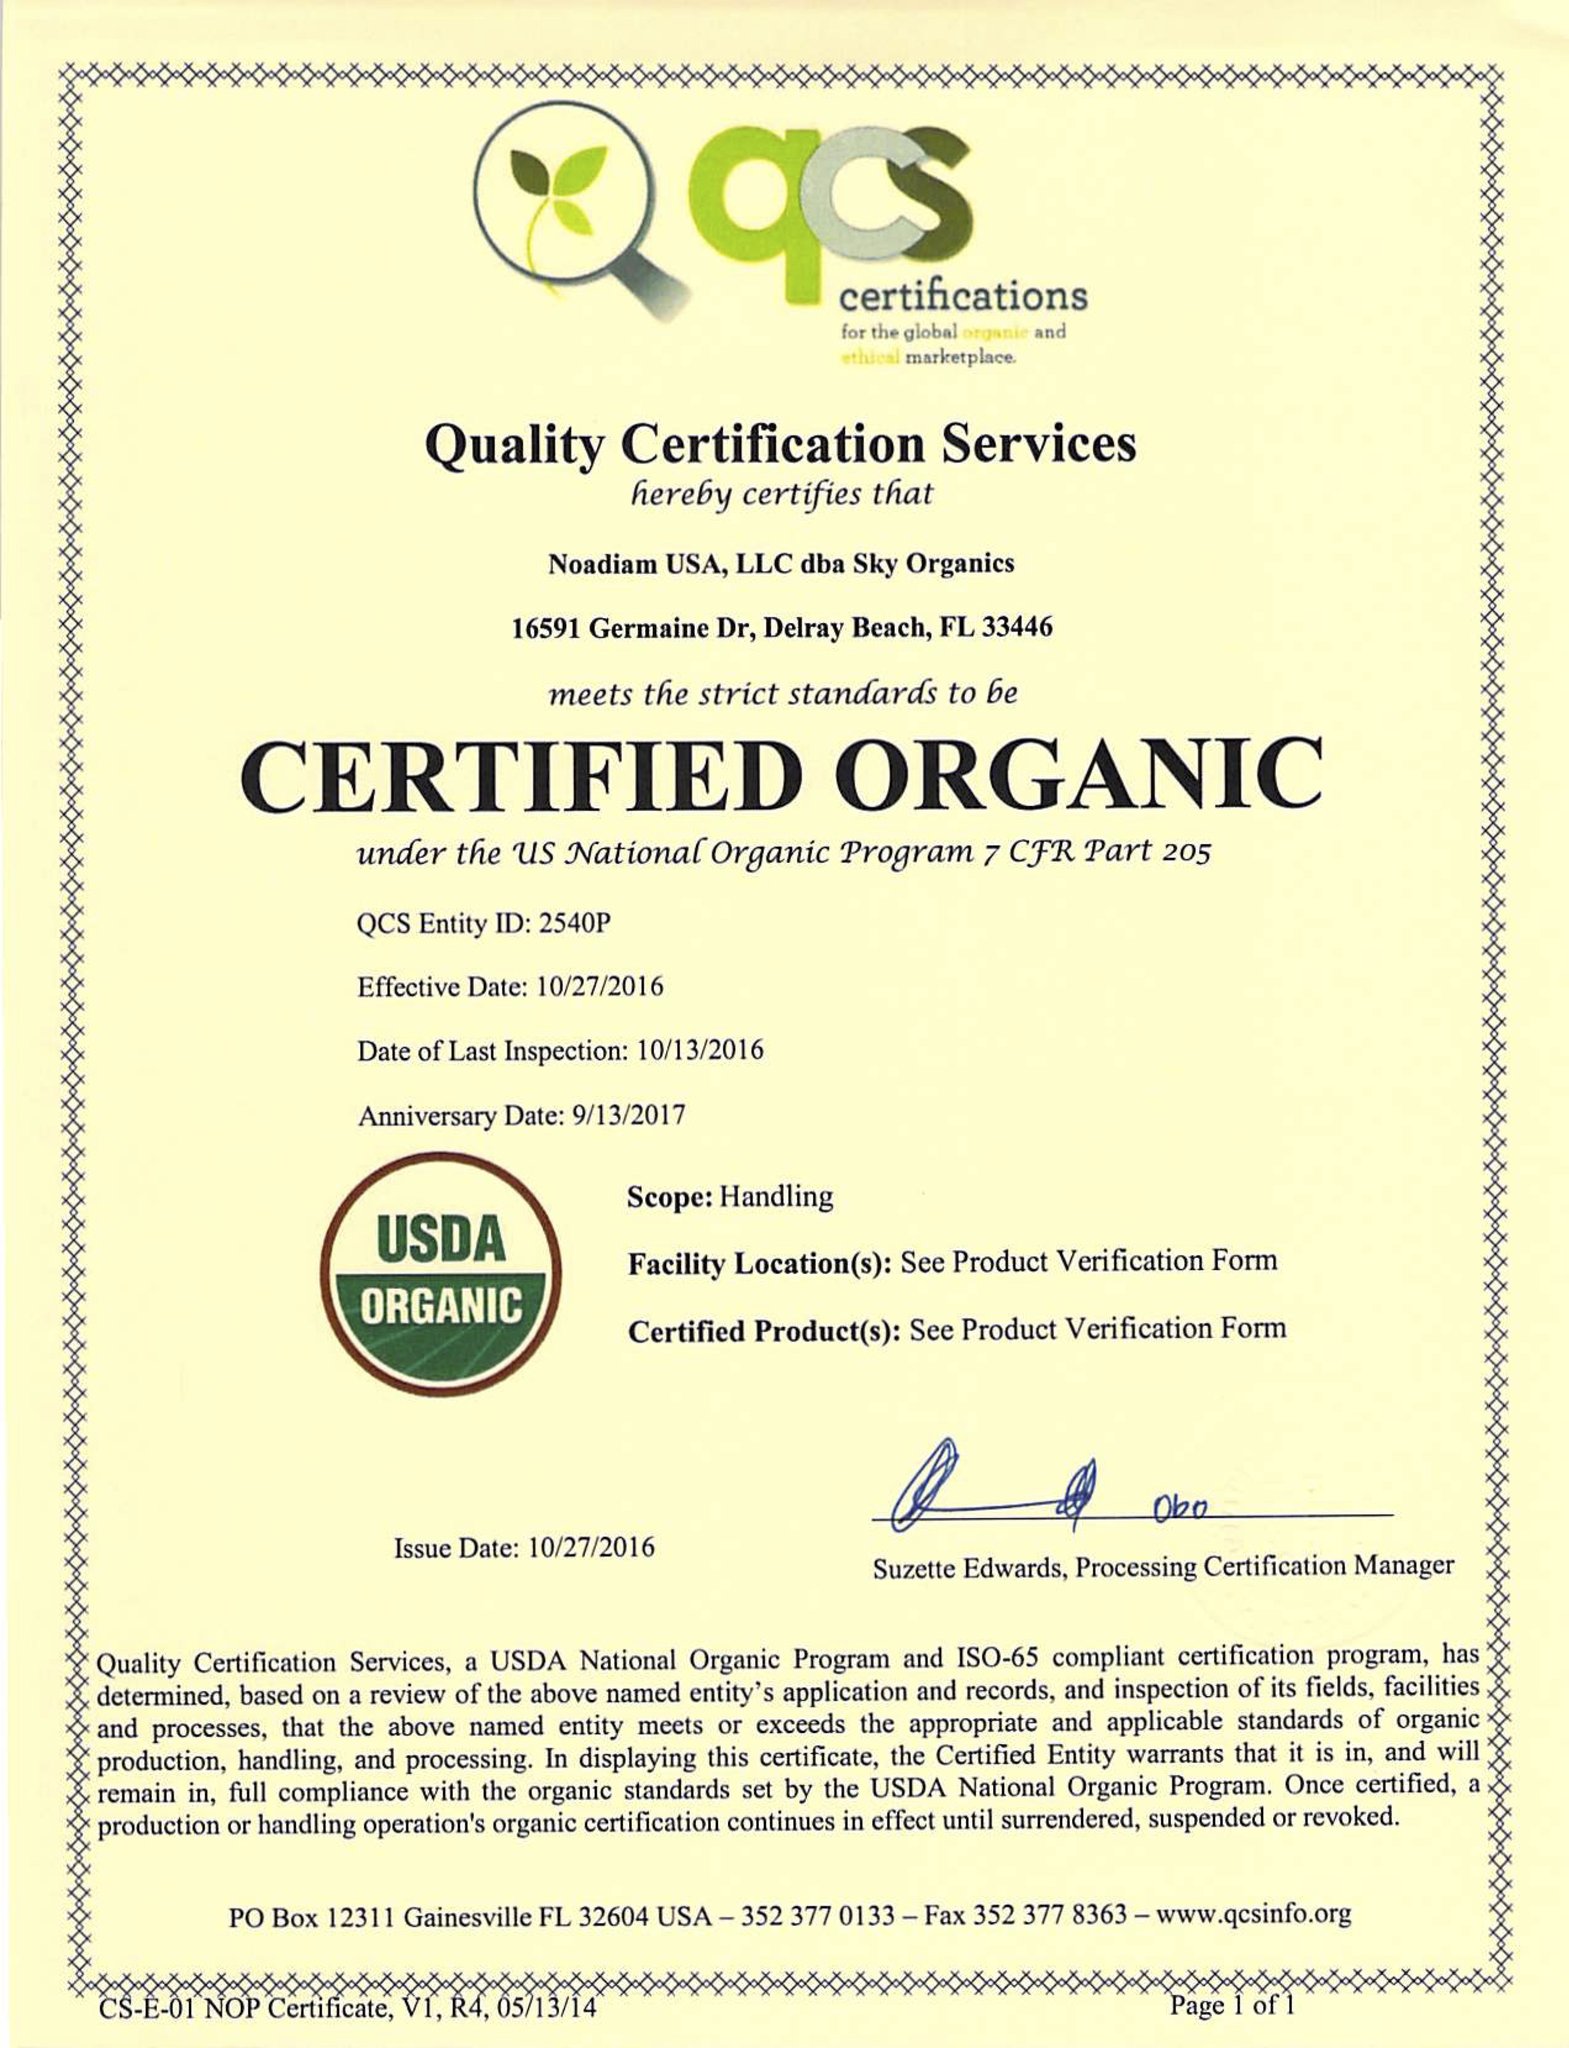 qcs
certifications
for the global organic and
ethical marketplace.
Quality Certification Services
hereby certifies that
Noadiam USA, LLC dba Sky Organics
16591 Germaine Dr, Delray Beach, FL 33446
meets the strict standards to be
CERTIFIED ORGANIC
under the US National Organic Program 7 CFR Part 205
QCS Entity ID: 2540P
Effective Date: 10/27/2016
Date of Last Inspection: 10/13/2016
Anniversary Date: 9/13/2017
USDA
ORGANIC
Scope: Handling
Facility Location(s): See Product Verification Form
Certified Product(s): See Product Verification Form
obo
Issue Date: 10/27/2016
Suzette Edwards, Processing Certification Manager
Quality Certification Services, a USDA National Organic Program and ISO-65 compliant certification program, has
determined, based on a review of the above named entity's application and records, and inspection of its fields, facilities
and processes, that the above named entity meets or exceeds the appropriate and applicable standards of organic
production, handling, and processing. In displaying this certificate, the Certified Entity warrants that it is in, and will
remain in, full compliance with the organic standards set by the USDA National Organic Program. Once certified, a
production or handling operation's organic certification continues in effect until surrendered, suspended or revoked.
PO Box 12311 Gainesville FL 32604 USA – 352 377 0133 – Fax 352 377 8363 – www.qcsinfo.org
CS-E-01 NOP Certificate, V1, R4, 05/13/14
Page 1 of 1